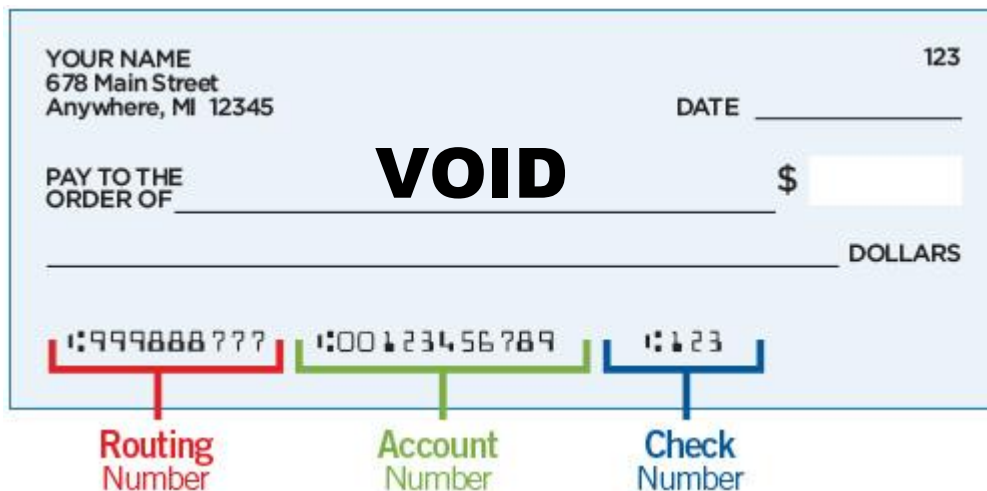 YOUR NAME
123
678 Main Street
Anywhere, MI 12345
DATE
VOID
PAY TO THE
ORDER OF
$
DOLLARS
⑆999888777
⑆00123456789
⑆123
Routing
Number
Account
Number
Check
Number